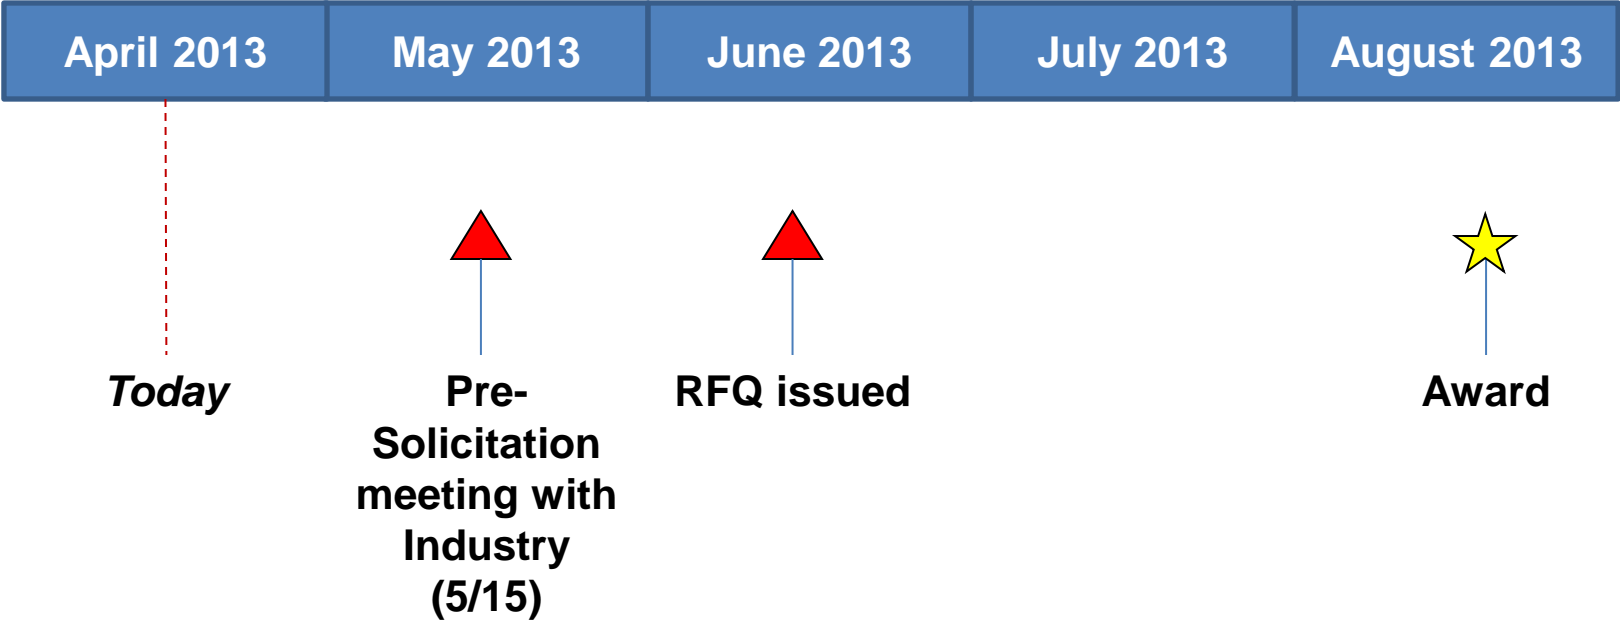 April 2013
May 2013
June 2013
July 2013
August 2013
Today
Pre-
Solicitation
meeting with
Industry
(5/15)
RFQ issued
Award